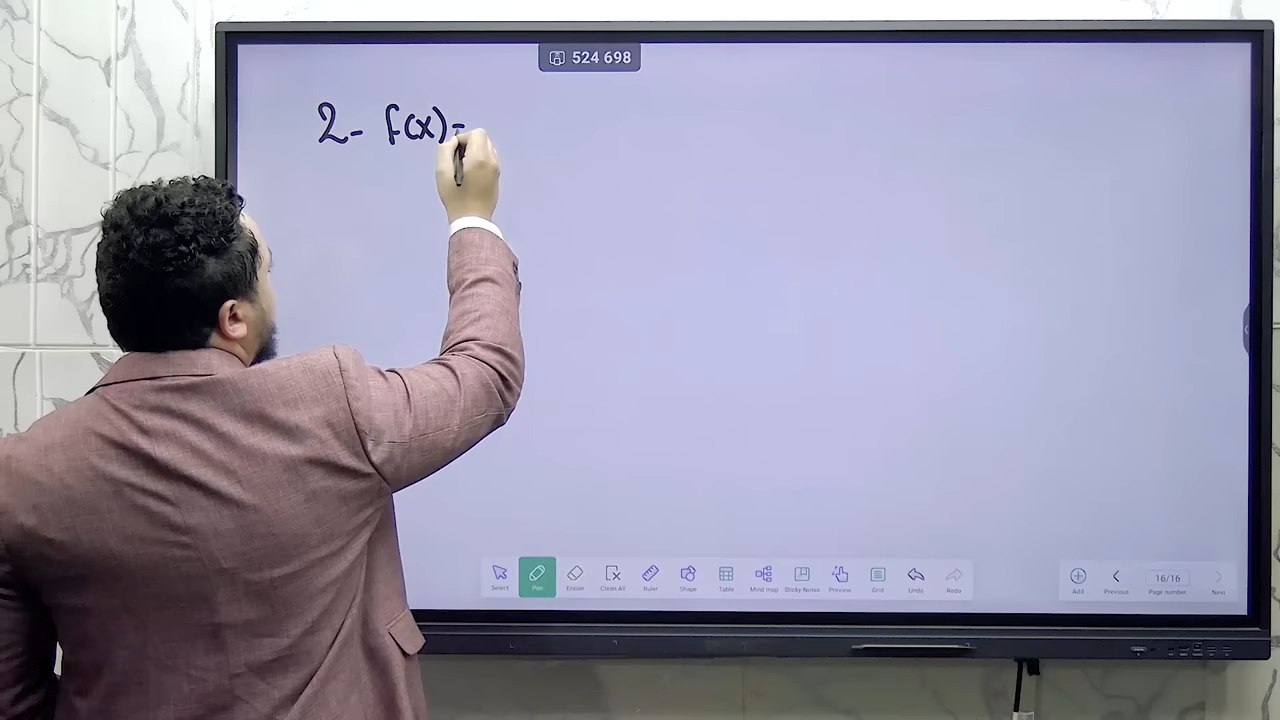 524 698
2- f(x)=
Select Pen Eraser Clean All Ruler Shape Table Mind map Sticky Notes Preview Grid Undo Redo
Add Previous 16/16 Page number Next